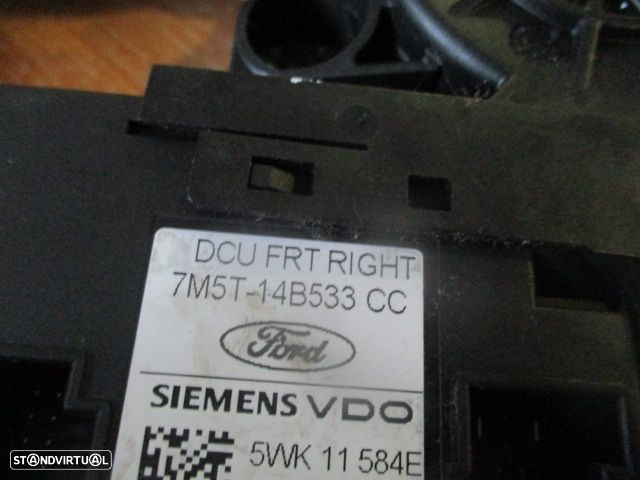 DCU FRT RIGHT
7M5T-14B533 CC
Ford
SIEMENS VDO
5WK 11 584E
STANDVIRTUAL